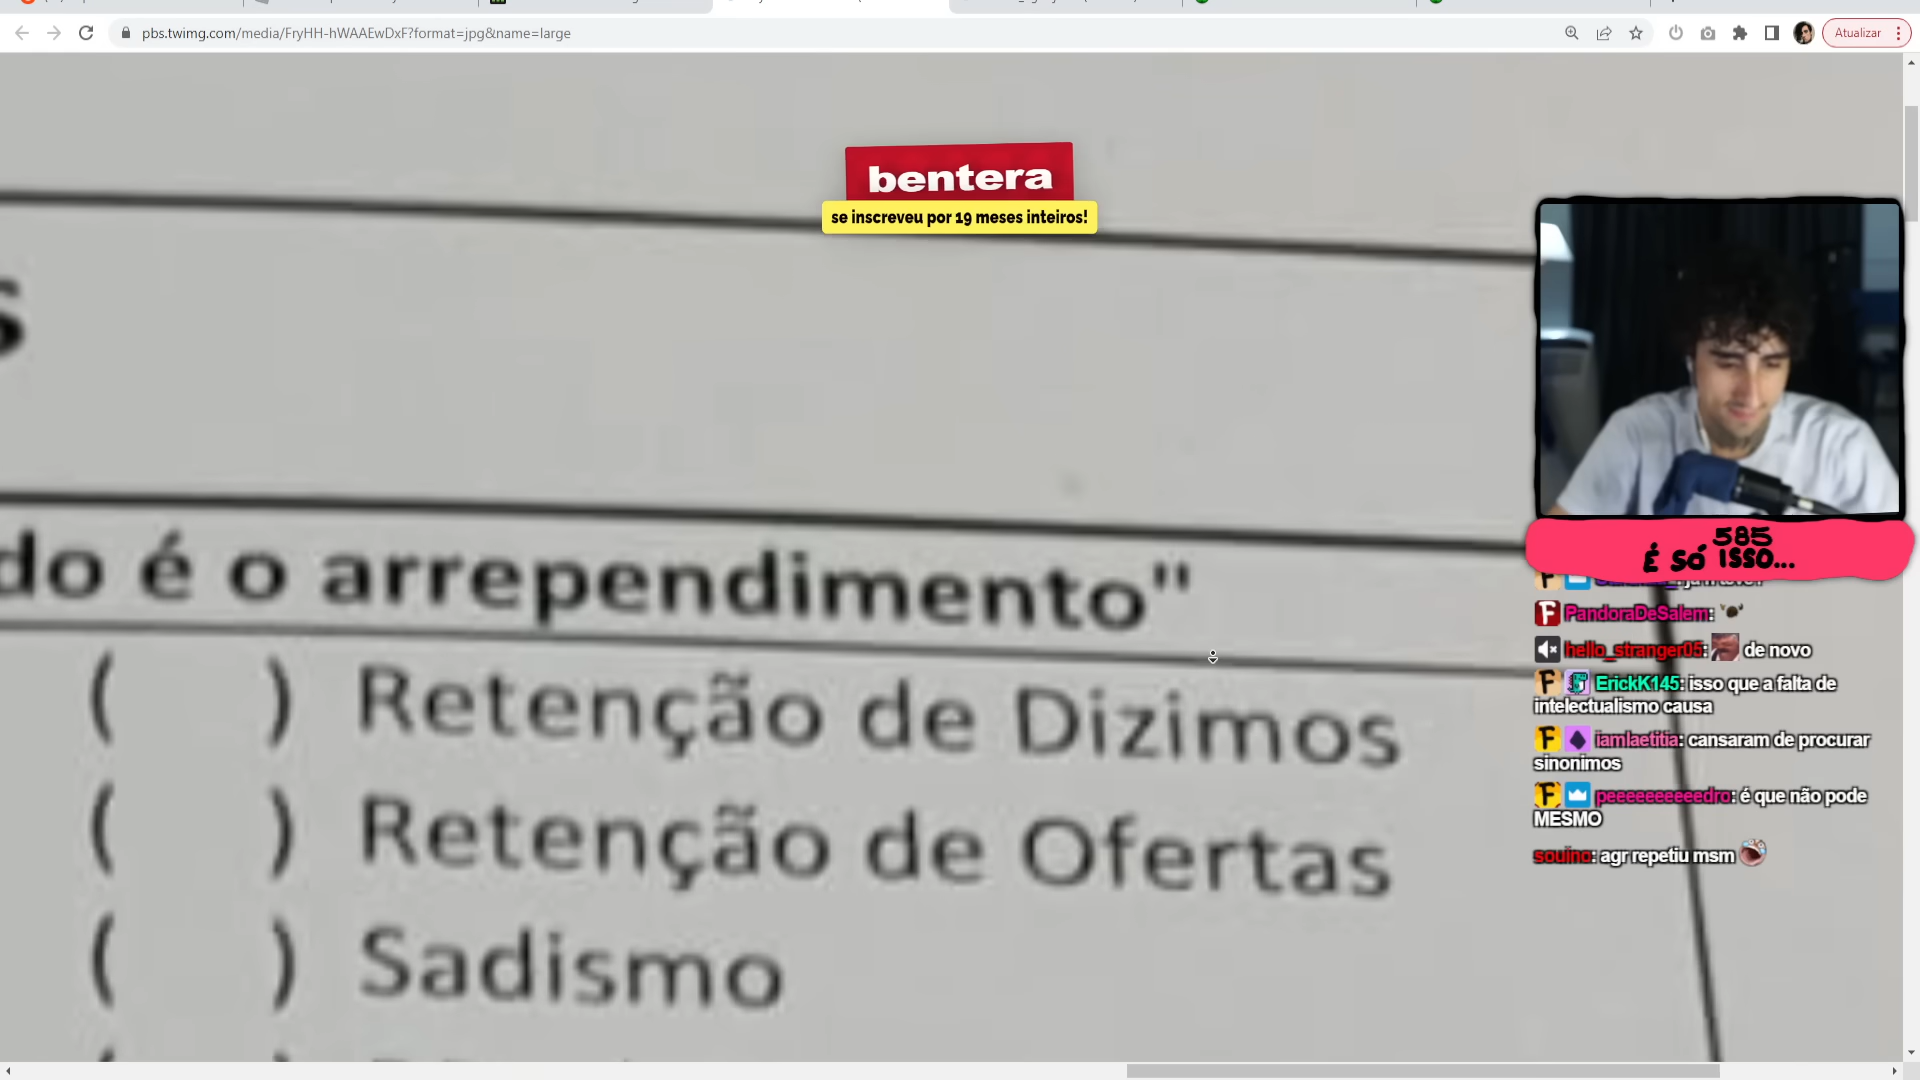 pbs.twimg.com/media/FryHH-hWAAEwDxF?format=jpg&name=large
Atualizar
bentera
se inscreveu por 19 meses inteiros!
s
do é o arrependimento"
( ) Retenção de Dizimos
( ) Retenção de Ofertas
( ) Sadismo
585
É SÓ ISSO...
PandoraDeSalem:
hello_stranger05: de novo
ErickK145: isso que a falta de
intelectualismo causa
iamlaetitia: cansaram de procurar
sinonimos
peeeeeeeeedro: é que não pode
MESMO
souino: agr repetiu msm